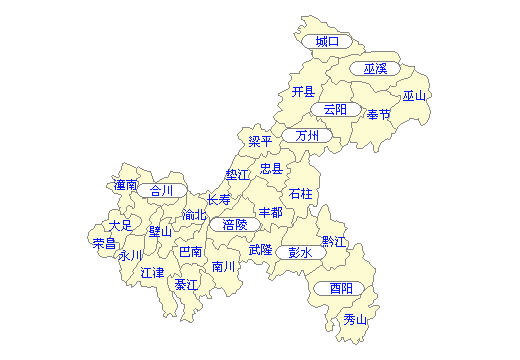 城口
巫溪
开县
巫山
云阳
奉节
万州
梁平
忠县
垫江
潼南
合川
石柱
长寿
渝北
丰都
大足
涪陵
璧山
荣昌
黔江
永川
巴南
武隆
彭水
南川
江津
綦江
酉阳
秀山